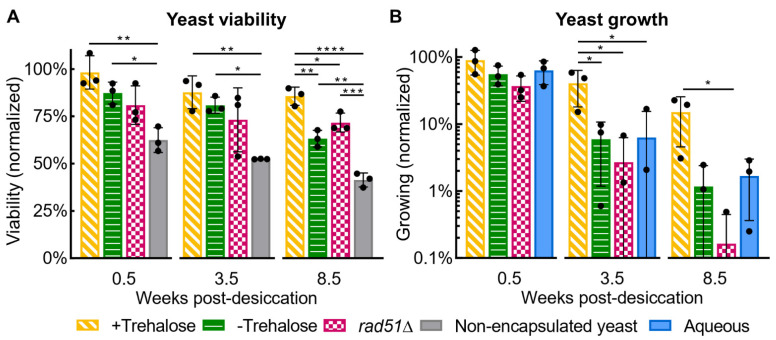 A Yeast viability
Viability (normalized)
100%
75%
50%
25%
0%
** * ** * **** * ** ** ***
0.5 3.5 8.5
Weeks post-desiccation
B Yeast growth
Growing (normalized)
100%
10%
1%
0.1%
* * * *
0.5 3.5 8.5
Weeks post-desiccation
+Trehalose -Trehalose rad51Δ Non-encapsulated yeast Aqueous